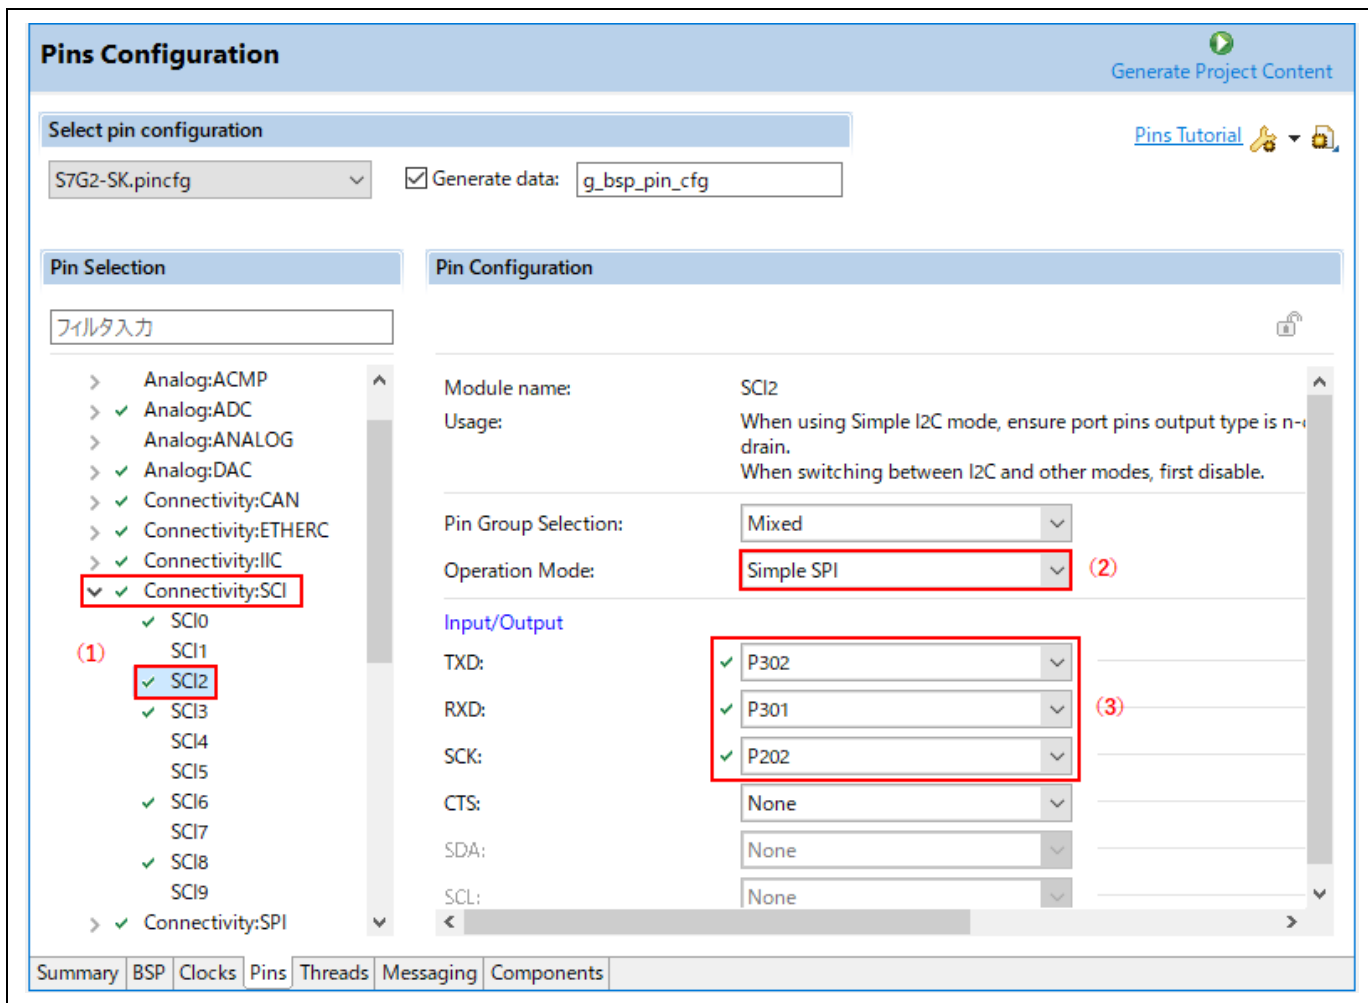 Pins Configuration
Generate Project Content
Select pin configuration
Pins Tutorial
S7G2-SK.pincfg
Generate data:
g_bsp_pin_cfg
Pin Selection
フィルタ入力
Analog:ACMP
Analog:ADC
Analog:ANALOG
Analog:DAC
Connectivity:CAN
Connectivity:ETHERC
Connectivity:IIC
Connectivity:SCI
SCI0
(1)
SCI1
SCI2
SCI3
SCI4
SCI5
SCI6
SCI7
SCI8
SCI9
Connectivity:SPI
Pin Configuration
Module name: SCI2
Usage: When using Simple I2C mode, ensure port pins output type is n-
drain.
When switching between I2C and other modes, first disable.
Pin Group Selection: Mixed
Operation Mode: Simple SPI (2)
Input/Output
TXD: P302
RXD: P301 (3)
SCK: P202
CTS: None
SDA: None
SCL: None
Summary BSP Clocks Pins Threads Messaging Components